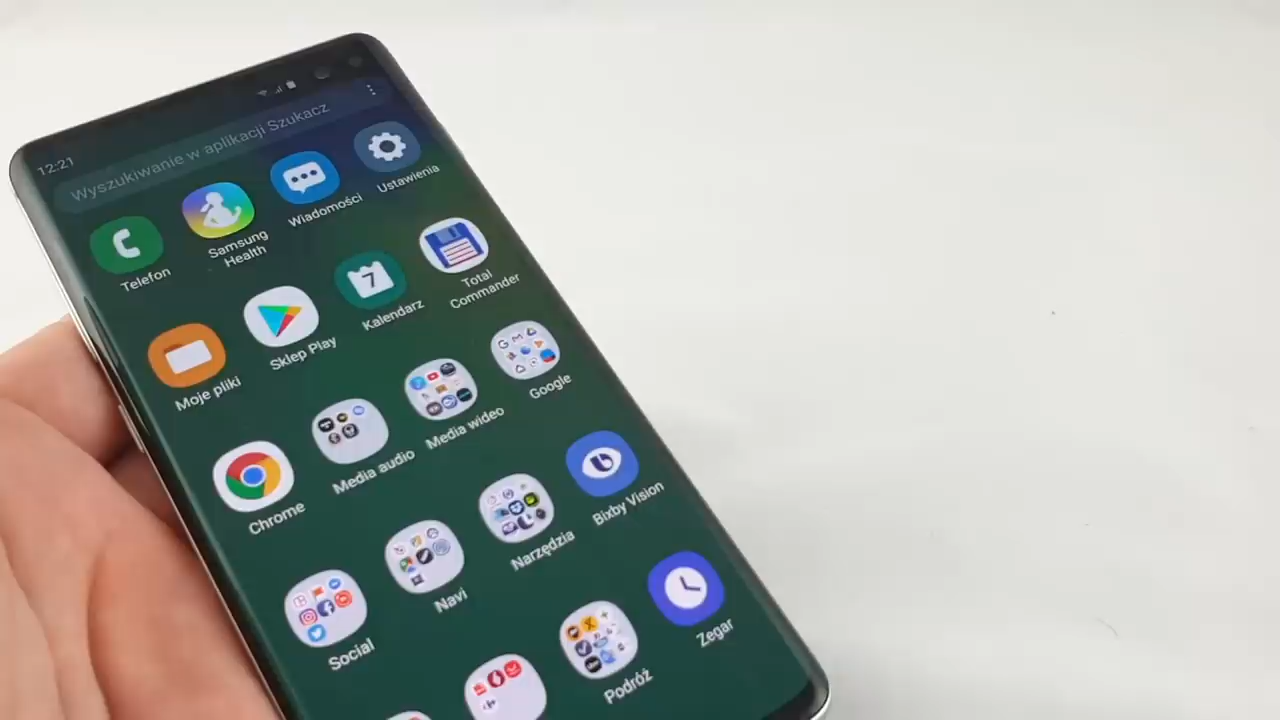 12:21
Wyszukiwanie w aplikacji Szukacz
Telefon
Samsung
Health
Wiadomości
Ustawienia
Moje pliki
Sklep Play
7
Kalendarz
Total
Commander
Chrome
Media audio
Media wideo
Google
Social
Navi
Narzędzia
Bixby Vision
Podróż
Zegar